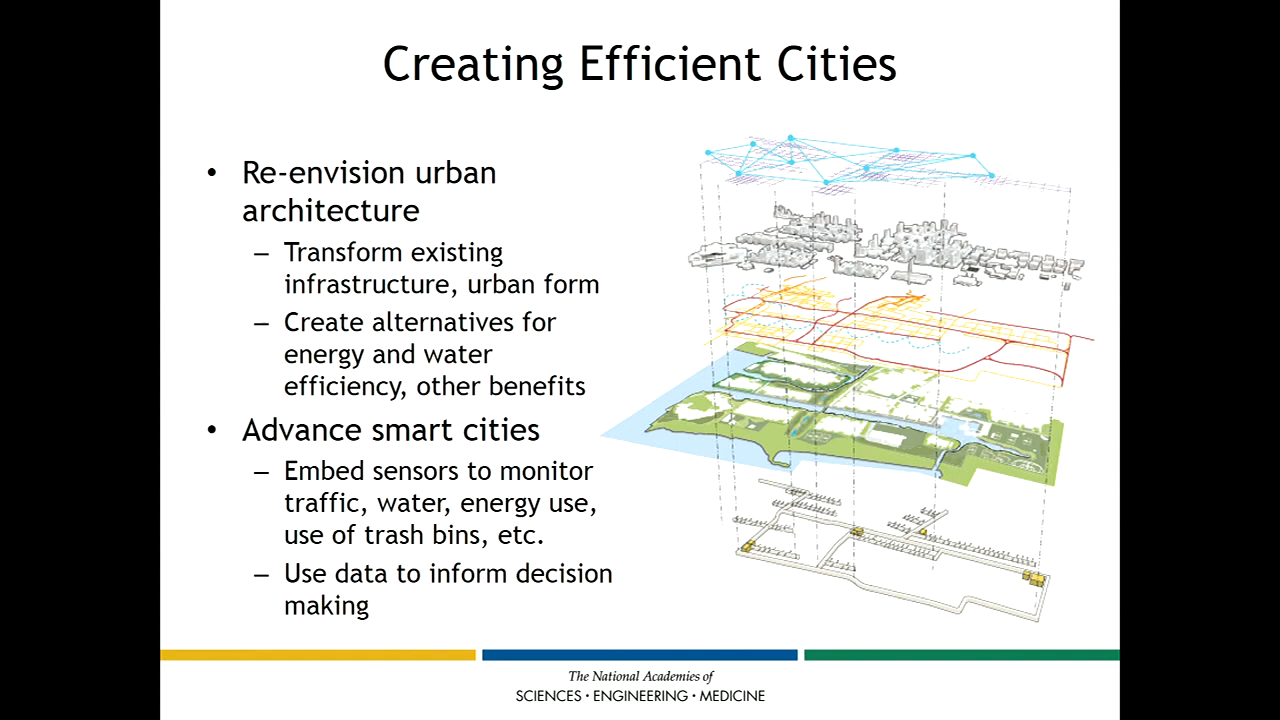 Creating Efficient Cities
• Re-envision urban
architecture
– Transform existing
infrastructure, urban form
– Create alternatives for
energy and water
efficiency, other benefits
• Advance smart cities
– Embed sensors to monitor
traffic, water, energy use,
use of trash bins, etc.
– Use data to inform decision
making
The National Academies of
SCIENCES · ENGINEERING · MEDICINE